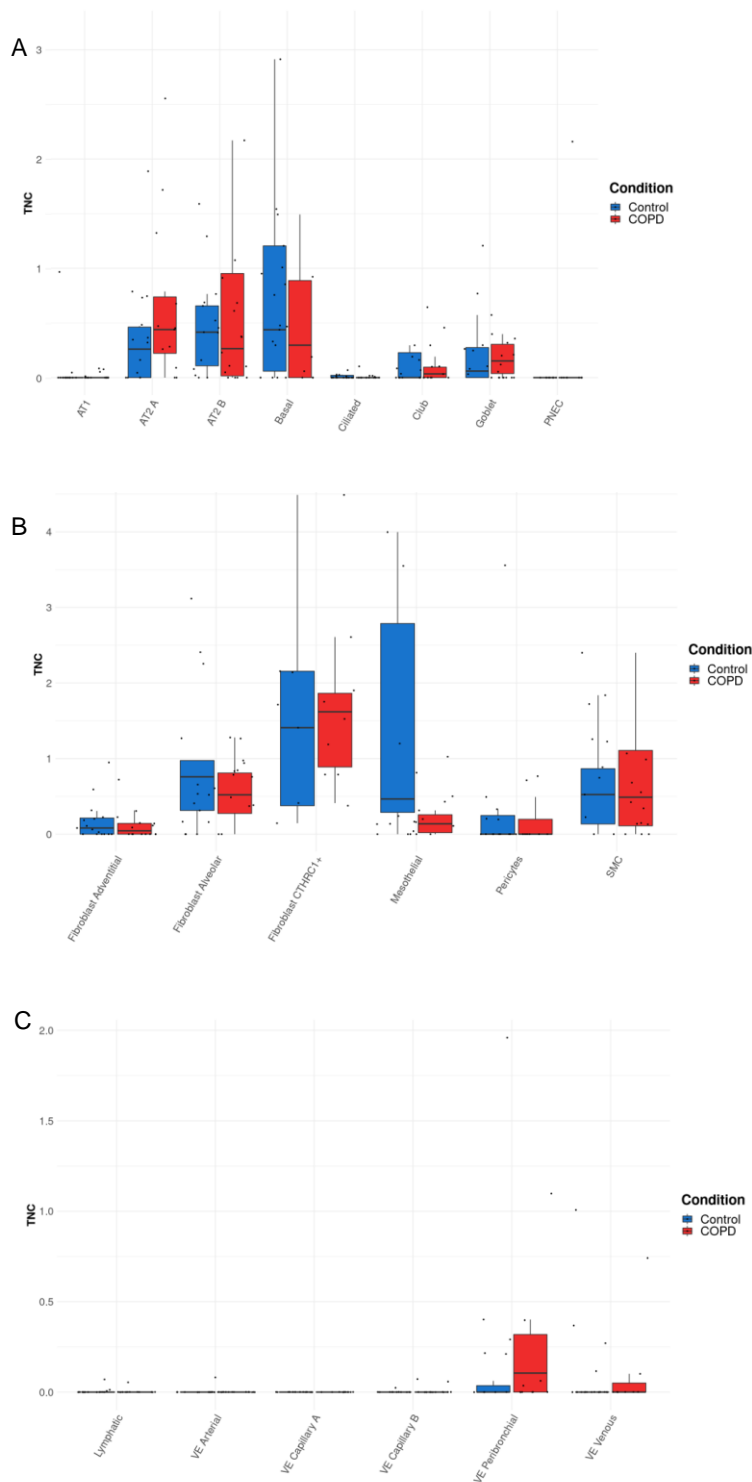 A
3
2
1
0
TNC
AT1
AT2 A
AT2 B
Basal
Ciliated
Club
Goblet
PNEC
Condition
Control
COPD
B
4
3
2
1
0
TNC
Fibroblast Adventitial
Fibroblast Alveolar
Fibroblast CTHRC1+
Mesothelial
Pericytes
SMC
Condition
Control
COPD
C
2.0
1.5
1.0
0.5
0.0
TNC
Lymphatic
VE Arterial
VE Capillary A
VE Capillary B
VE Peribronchial
VE Venous
Condition
Control
COPD